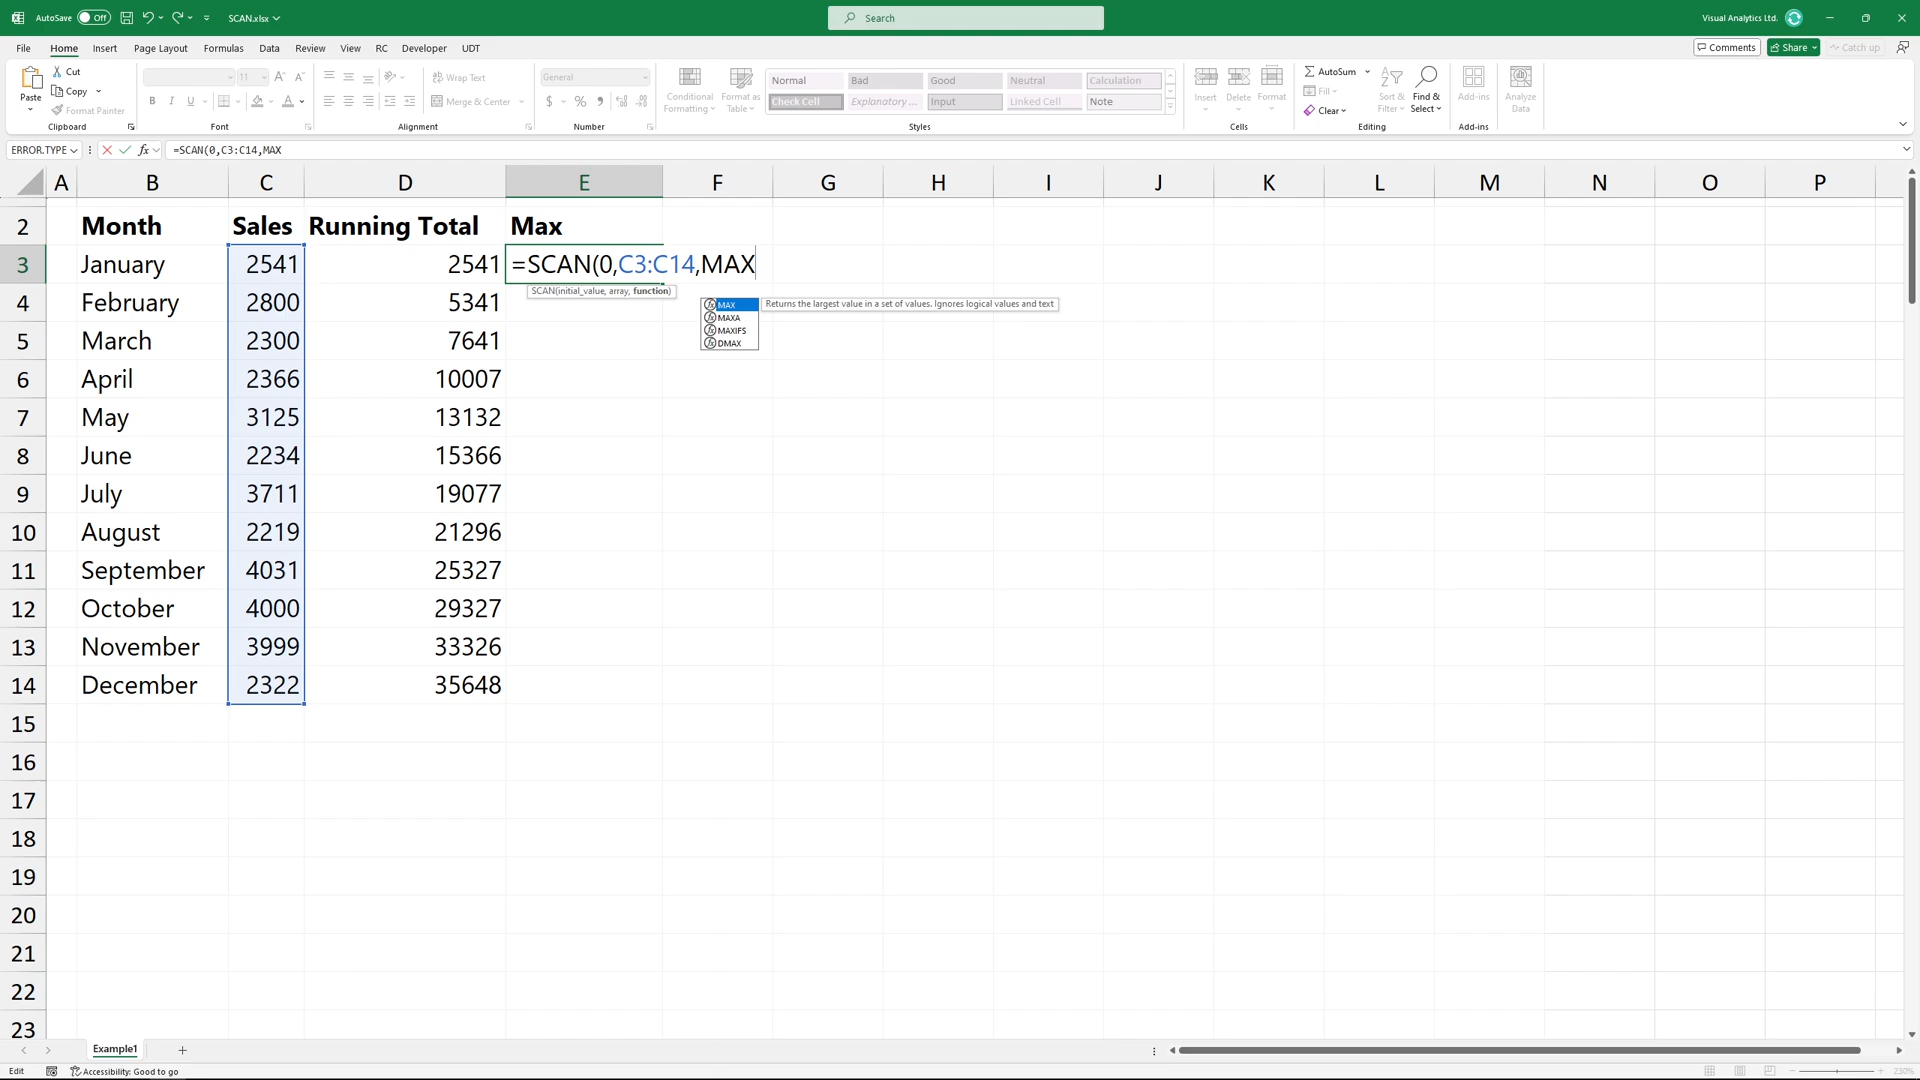 AutoSave Off SCAN.xlsx Search Visual Analytics Ltd.
File Home Insert Page Layout Formulas Data Review View RC Developer UDT Comments Share Catch up
Paste Cut Copy Format Painter
Clipboard
11
Font
Wrap Text
Merge & Center
Alignment
General
$ % 9
Number
Conditional Formatting
Format as Table
Normal Bad Good Neutral Calculation
Check Cell Explanatory ... Input Linked Cell Note
Styles
Insert Delete Format
Cells
AutoSum
Fill
Clear
Sort & Filter
Find & Select
Editing
Add-ins
Add-ins
Analyze Data
ERROR.TYPE fx =SCAN(0,C3:C14,MAX
A B C D E F G H I J K L M N O P
2 Month Sales Running Total Max
3 January 2541 2541 =SCAN(0,C3:C14,MAX
SCAN(initial_value, array, function)
4 February 2800 5341
MAX Returns the largest value in a set of values. Ignores logical values and text
MAXA
MAXIFS
DMAX
5 March 2300 7641
6 April 2366 10007
7 May 3125 13132
8 June 2234 15366
9 July 3711 19077
10 August 2219 21296
11 September 4031 25327
12 October 4000 29327
13 November 3999 33326
14 December 2322 35648
15
16
17
18
19
20
21
22
23
Example1
Edit Accessibility: Good to go 230%